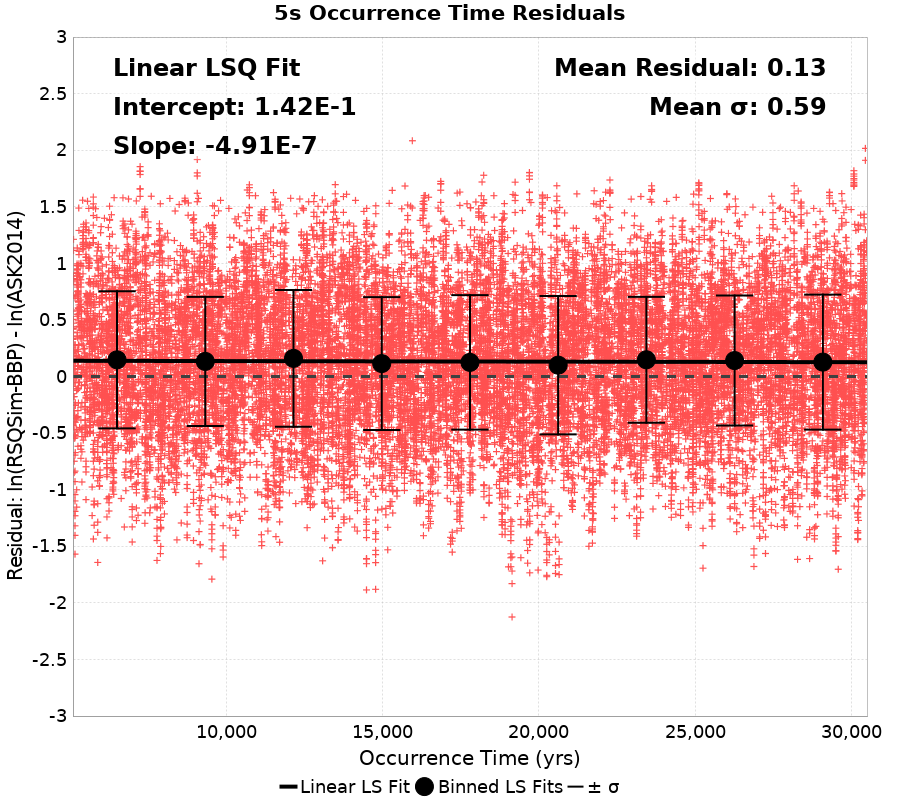 5s Occurrence Time Residuals
Linear LSQ Fit
Intercept: 1.42E-1
Slope: -4.91E-7
Mean Residual: 0.13
Mean σ: 0.59
Residual: ln(RSQSim-BBP) - ln(ASK2014)
3
2.5
2
1.5
1
0.5
0
-0.5
-1
-1.5
-2
-2.5
-3
10,000 15,000 20,000 25,000 30,000
Occurrence Time (yrs)
Linear LS Fit Binned LS Fits ± σ